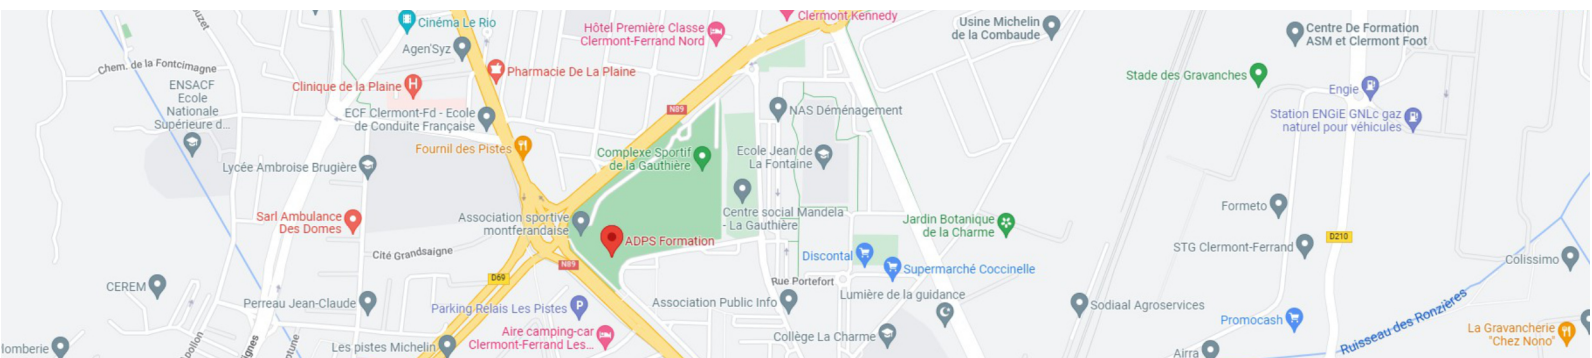 Cinéma Le Rio
Agen'Syz
Chem. de la Fontcimagne
ENSACF
Ecole
Nationale
Supérieure d...
Clinique de la Plaine
H
Pharmacie De La Plaine
ECF Clermont-Fd - Ecole
de Conduite Française
Fournil des Pistes
Lycée Ambroise Brugière
Sarl Ambulance
Des Domes
Cité Grandsaigne
CEREM
Perreau Jean-Claude
lomberie
Les pistes Michelin
D69
Parking Relais Les Pistes
P
Aire camping-car
Clermont-Ferrand Les...
Hôtel Première Classe
Clermont-Ferrand Nord
Clermont Kennedy
N89
Complexe Sportif
de la Gauthière
Association sportive
montferrandaise
ADPS Formation
N89
NAS Déménagement
Ecole Jean de
La Fontaine
Centre social Mandela
- La Gauthière
Discontal
Supermarché Coccinelle
Rue Portefort
Lumière de la guidance
Association Public Info
Collège La Charme
Usine Michelin
de la Combaude
Jardin Botanique
de la Charme
Sodiaal Agroservices
Centre De Formation
ASM et Clermont Foot
Stade des Gravanches
Engie
Station ENGIE GNLc gaz
naturel pour véhicules
Formeto
STG Clermont-Ferrand
D210
Colissimo
Promocash
Airra
Ruisseau des Ronzières
La Gravancherie
"Chez Nono"